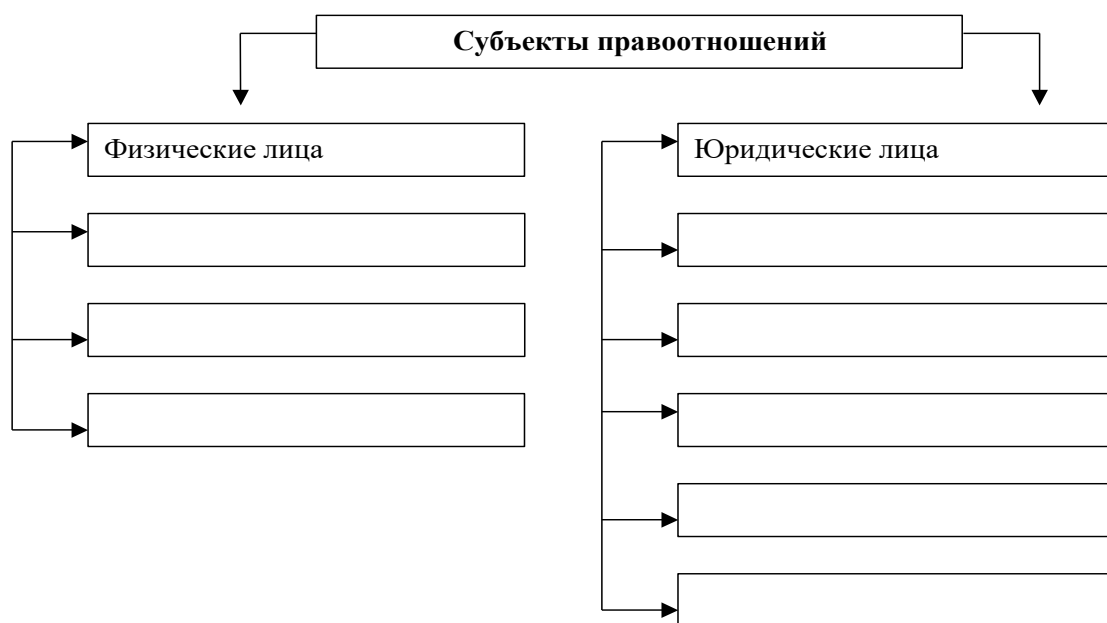 Субъекты правоотношений
Физические лица
Юридические лица